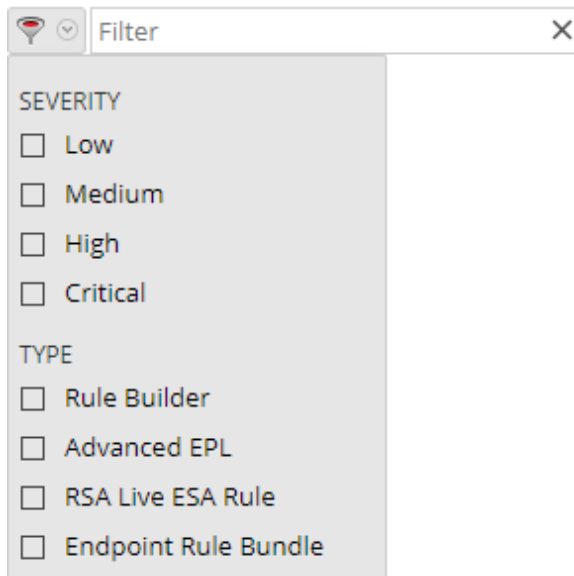 Filter
SEVERITY
Low
Medium
High
Critical
TYPE
Rule Builder
Advanced EPL
RSA Live ESA Rule
Endpoint Rule Bundle